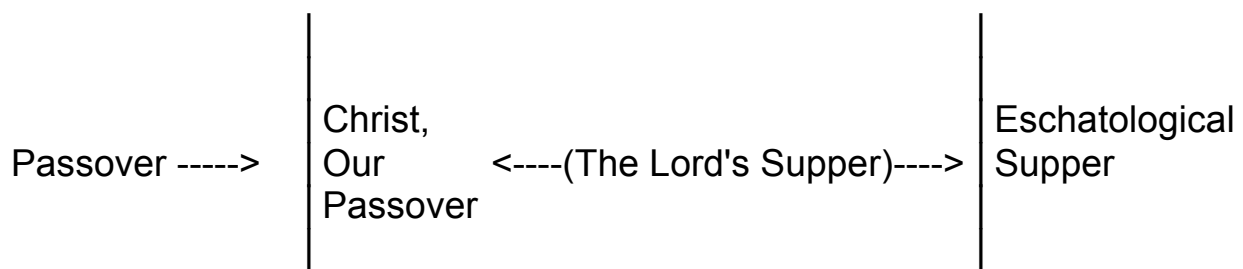 Christ, Eschatological
Passover -----> Our <----(The Lord's Supper)----> Supper
Passover